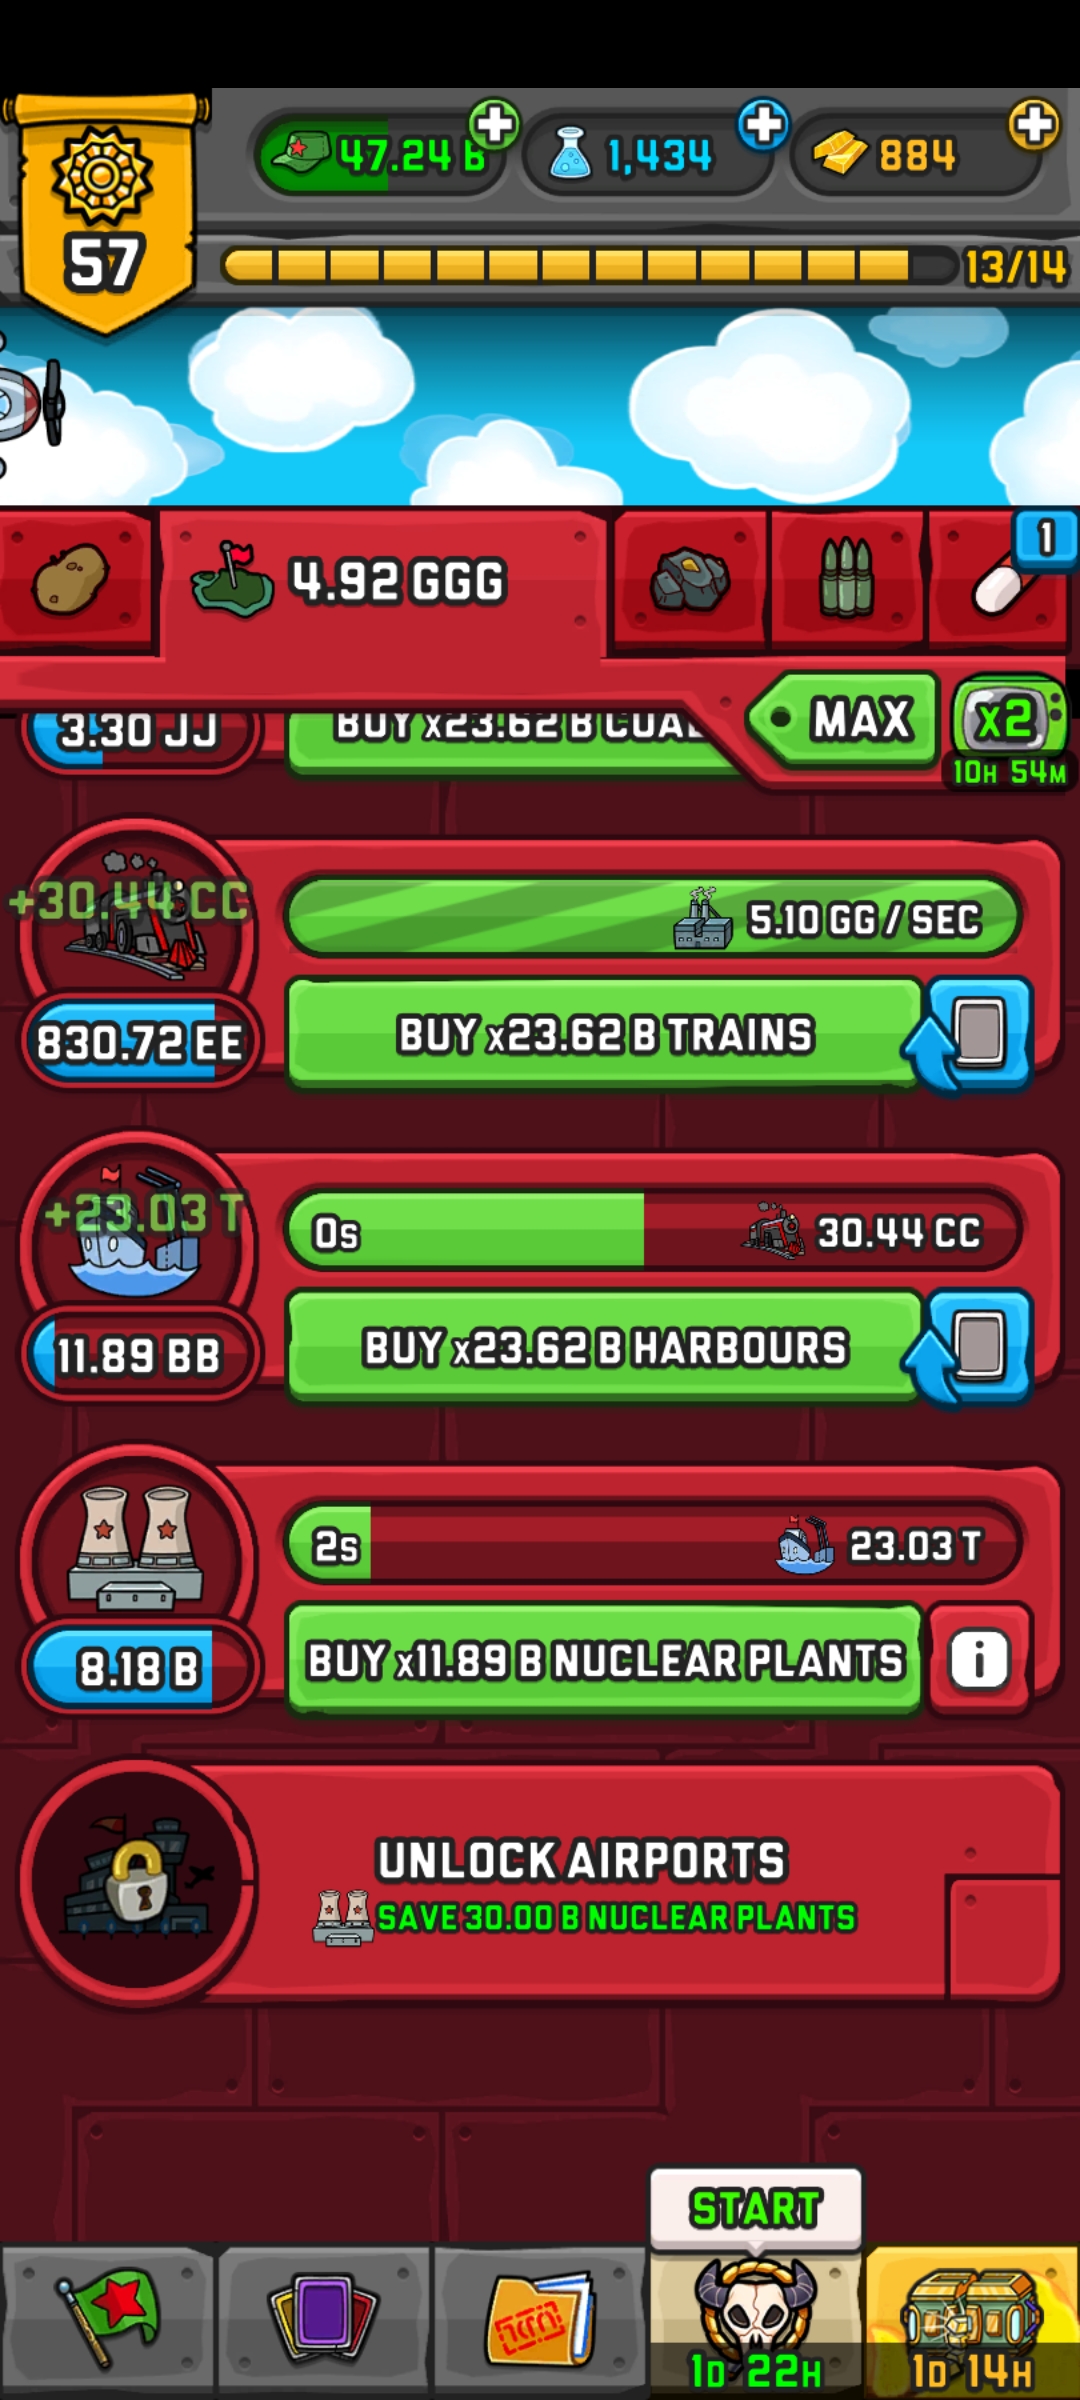 47.24 B
1,434
884
57
13/14
1
4.92 GGG
MAX
x2
10H 54M
3.30 JJ
BUY x23.62 B COAL
+30.44 CC
5.10 GG / SEC
830.72 EE
BUY x23.62 B TRAINS
+23.03 T
0s
30.44 CC
11.89 BB
BUY x23.62 B HARBOURS
2s
23.03 T
8.18 B
BUY x11.89 B NUCLEAR PLANTS
i
UNLOCK AIRPORTS
SAVE 30.00 B NUCLEAR PLANTS
START
1D 22H
1D 14H